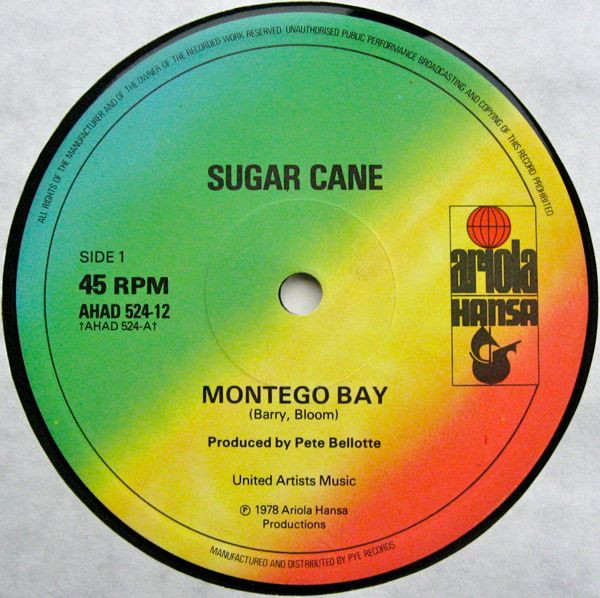 ALL RIGHTS OF THE MANUFACTURER AND OF THE OWNER OF THE RECORDED WORK RESERVED. UNAUTHORISED PUBLIC PERFORMANCE BROADCASTING AND COPYING OF THIS RECORD PROHIBITED
SUGAR CANE
SIDE 1
45 RPM
AHAD 524-12
†AHAD 524-A†
ariola
HANSA
MONTEGO BAY
(Barry, Bloom)
Produced by Pete Bellotte
United Artists Music
℗ 1978 Ariola Hansa
Productions
MANUFACTURED AND DISTRIBUTED BY PYE RECORDS